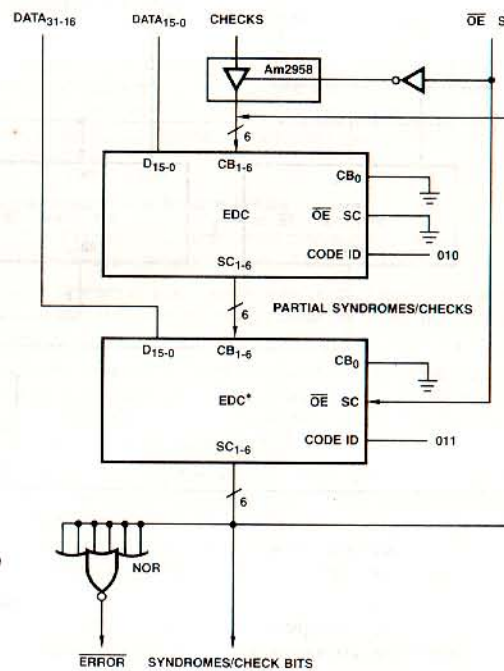 DATA31-16 DATA15-0 CHECKS OE S
Am2958
6
D15-0 CB1-6
CB0
EDC OE SC
CODE ID 010
SC1-6
6 PARTIAL SYNDROMES/CHECKS
D15-0 CB1-6
CB0
EDC* OE SC
CODE ID 011
SC1-6
6
NOR
ERROR SYNDROMES/CHECK BITS